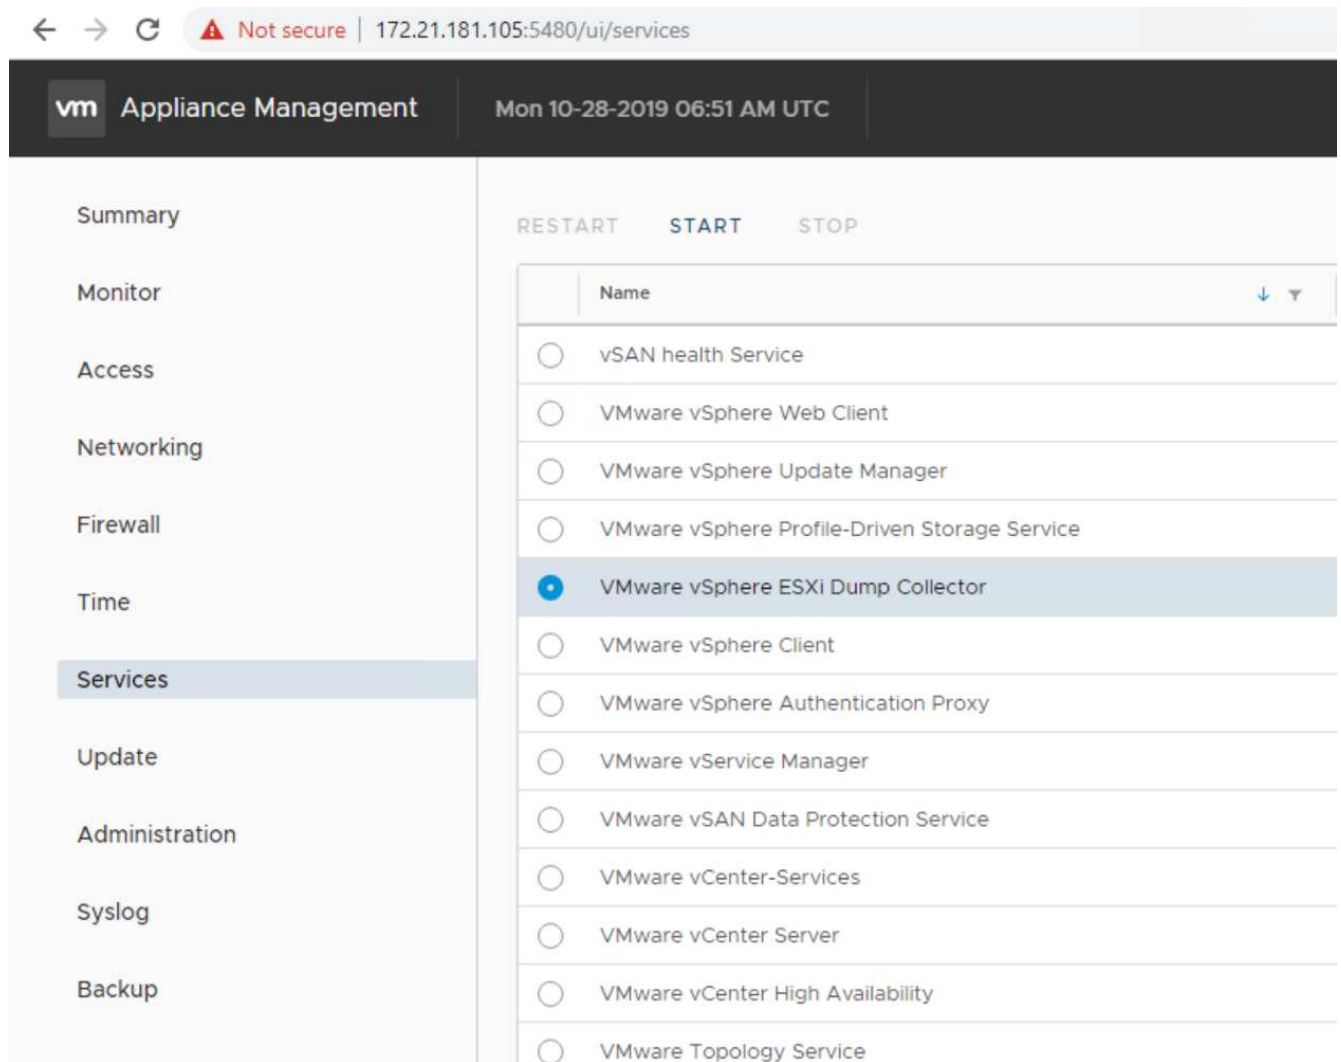 Not secure | 172.21.181.105:5480/ui/services
vm Appliance Management Mon 10-28-2019 06:51 AM UTC
Summary
Monitor
Access
Networking
Firewall
Time
Services
Update
Administration
Syslog
Backup
RESTART START STOP
Name
vSAN health Service
VMware vSphere Web Client
VMware vSphere Update Manager
VMware vSphere Profile-Driven Storage Service
VMware vSphere ESXi Dump Collector
VMware vSphere Client
VMware vSphere Authentication Proxy
VMware vService Manager
VMware vSAN Data Protection Service
VMware vCenter-Services
VMware vCenter Server
VMware vCenter High Availability
VMware Topology Service